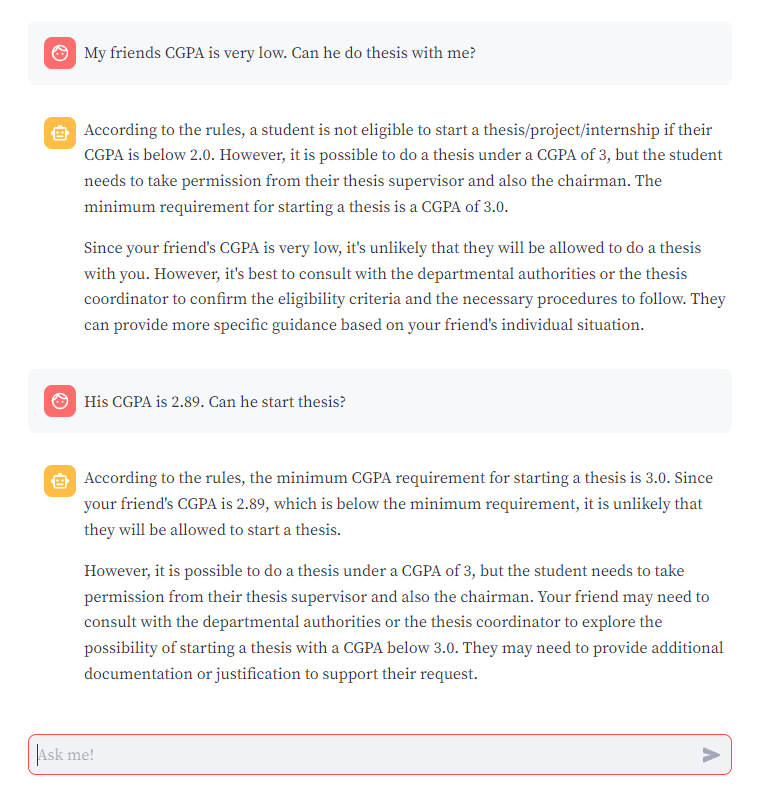 My friends CGPA is very low. Can he do thesis with me?
According to the rules, a student is not eligible to start a thesis/project/internship if their
CGPA is below 2.0. However, it is possible to do a thesis under a CGPA of 3, but the student
needs to take permission from their thesis supervisor and also the chairman. The
minimum requirement for starting a thesis is a CGPA of 3.0.
Since your friend's CGPA is very low, it's unlikely that they will be allowed to do a thesis
with you. However, it's best to consult with the departmental authorities or the thesis
coordinator to confirm the eligibility criteria and the necessary procedures to follow. They
can provide more specific guidance based on your friend's individual situation.
His CGPA is 2.89. Can he start thesis?
According to the rules, the minimum CGPA requirement for starting a thesis is 3.0. Since
your friend's CGPA is 2.89, which is below the minimum requirement, it is unlikely that
they will be allowed to start a thesis.
However, it is possible to do a thesis under a CGPA of 3, but the student needs to take
permission from their thesis supervisor and also the chairman. Your friend may need to
consult with the departmental authorities or the thesis coordinator to explore the
possibility of starting a thesis with a CGPA below 3.0. They may need to provide additional
documentation or justification to support their request.
Ask me!